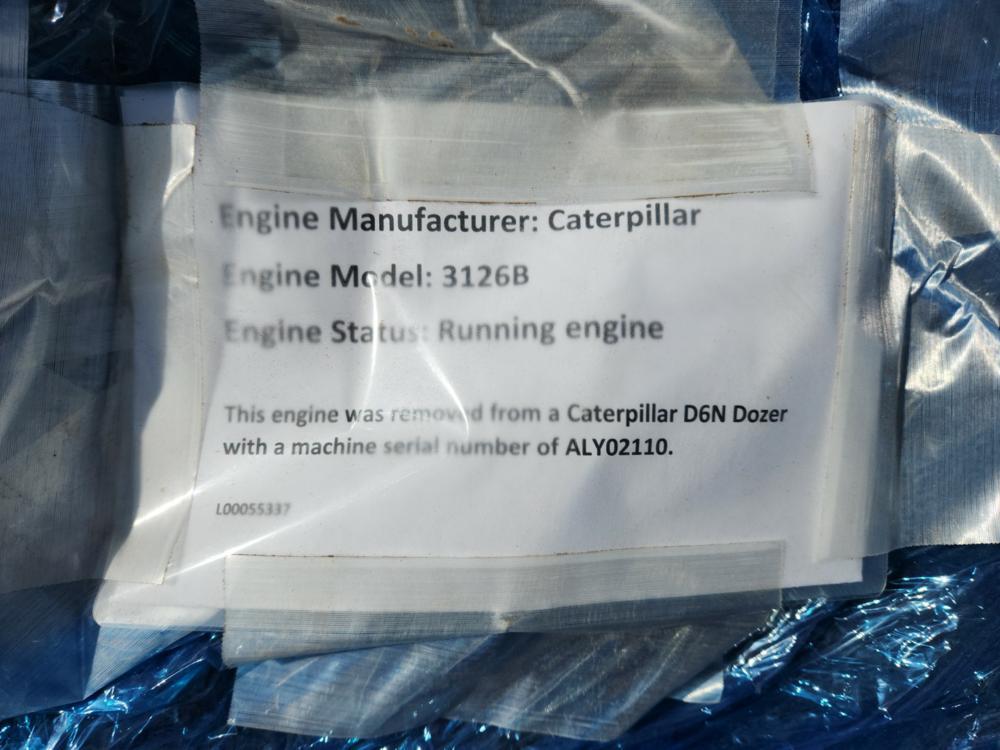 Engine Manufacturer: Caterpillar
Engine Model: 3126B
Engine Status: Running engine
This engine was removed from a Caterpillar D6N Dozer
with a machine serial number of ALY02110.
L00055337